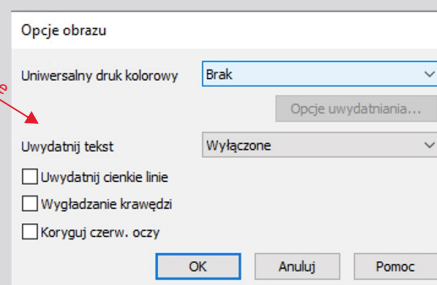 Opcje obrazu
Uniwersalny druk kolorowy Brak
Opcje uwydatniania...
Uwydatnij tekst Wyłączone
Uwydatnij cienkie linie
Wygładzanie krawędzi
Koryguj czerw. oczy
OK Anuluj Pomoc